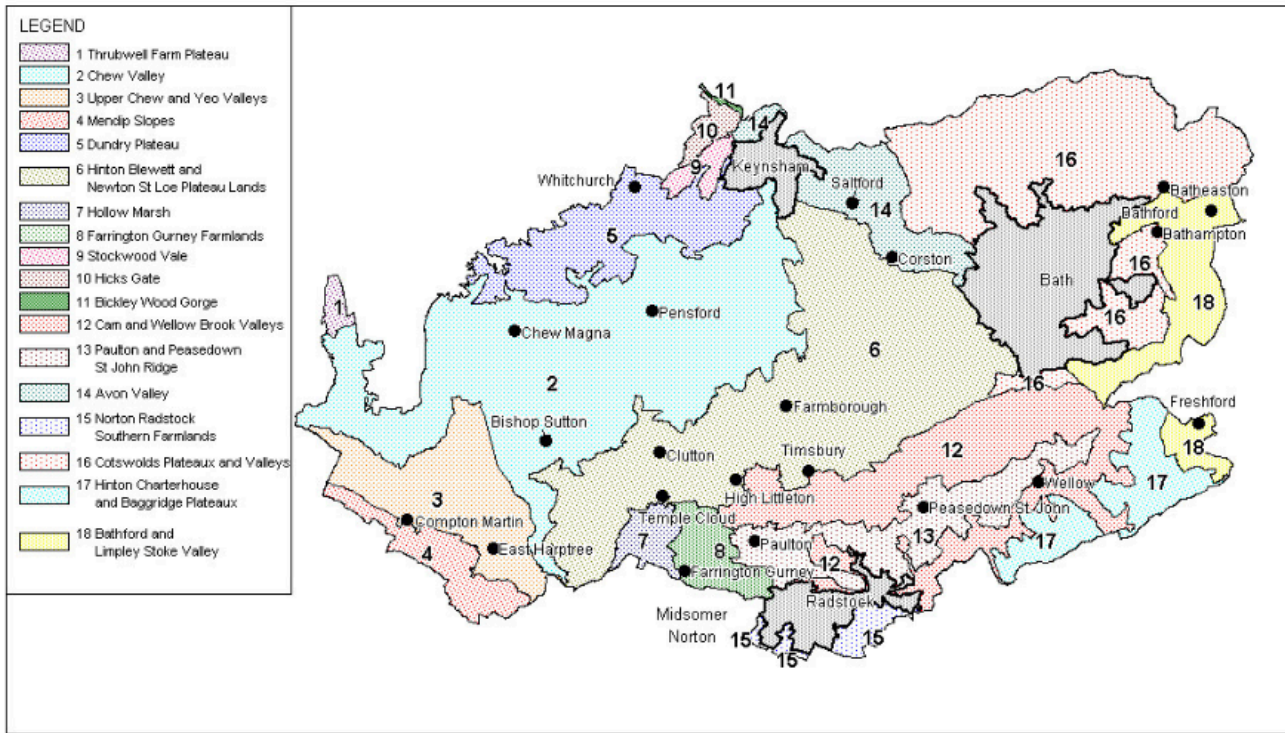 LEGEND
1 Thrubwell Farm Plateau
2 Chew Valley
3 Upper Chew and Yeo Valleys
4 Mendip Slopes
5 Dundry Plateau
6 Hinton Blewett and
Newton St Loe Plateau Lands
7 Hollow Marsh
8 Farrington Gurney Farmlands
9 Stockwood Vale
10 Hicks Gate
11 Bickley Wood Gorge
12 Cam and Wellow Brook Valleys
13 Paulton and Peasedown
St John Ridge
14 Avon Valley
15 Norton Radstock
Southern Farmlands
16 Cotswolds Plateaux and Valleys
17 Hinton Charterhouse
and Baggridge Plateaux
18 Bathford and
Limpley Stoke Valley
11
14
10
16
9
Keynsham
Whitchurch
Saltford
Batheaston
14
Bathford
Bathampton
5
Corston
16
Bath
18
1
Pensford
16
Chew Magna
6
2
16
Farmborough
Freshford
Bishop Sutton
Timsbury
18
Clutton
12
17
High Littleton
Wellow
3
Temple Cloud
Peasedown St John
Compton Martin
13
17
East Harptree
Paulton
4
7
8
12
Farrington Gurney
Radstock
Midsomer
Norton
15
15
15